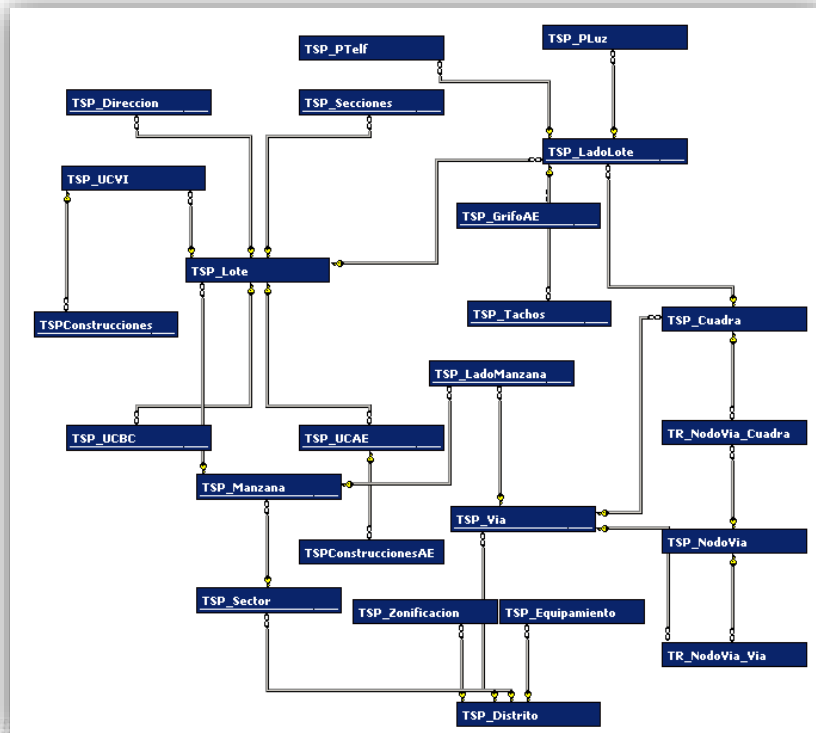 TSP_PLuz
TSP_PTelf
TSP_Direccion
TSP_Secciones
TSP_LadoLote
TSP_UCVI
TSP_GrifoAE
TSP_Lote
TSP_Tachos
TSP_Cuadra
TSPConstrucciones
TSP_LadoManzana
TSP_UCBC
TSP_UCAE
TR_NodoVia_Cuadra
TSP_Manzana
TSP_Via
TSP_NodoVia
TSPConstruccionesAE
TSP_Sector
TSP_Zonificacion
TSP_Equipamiento
TR_NodoVia_Via
TSP_Distrito